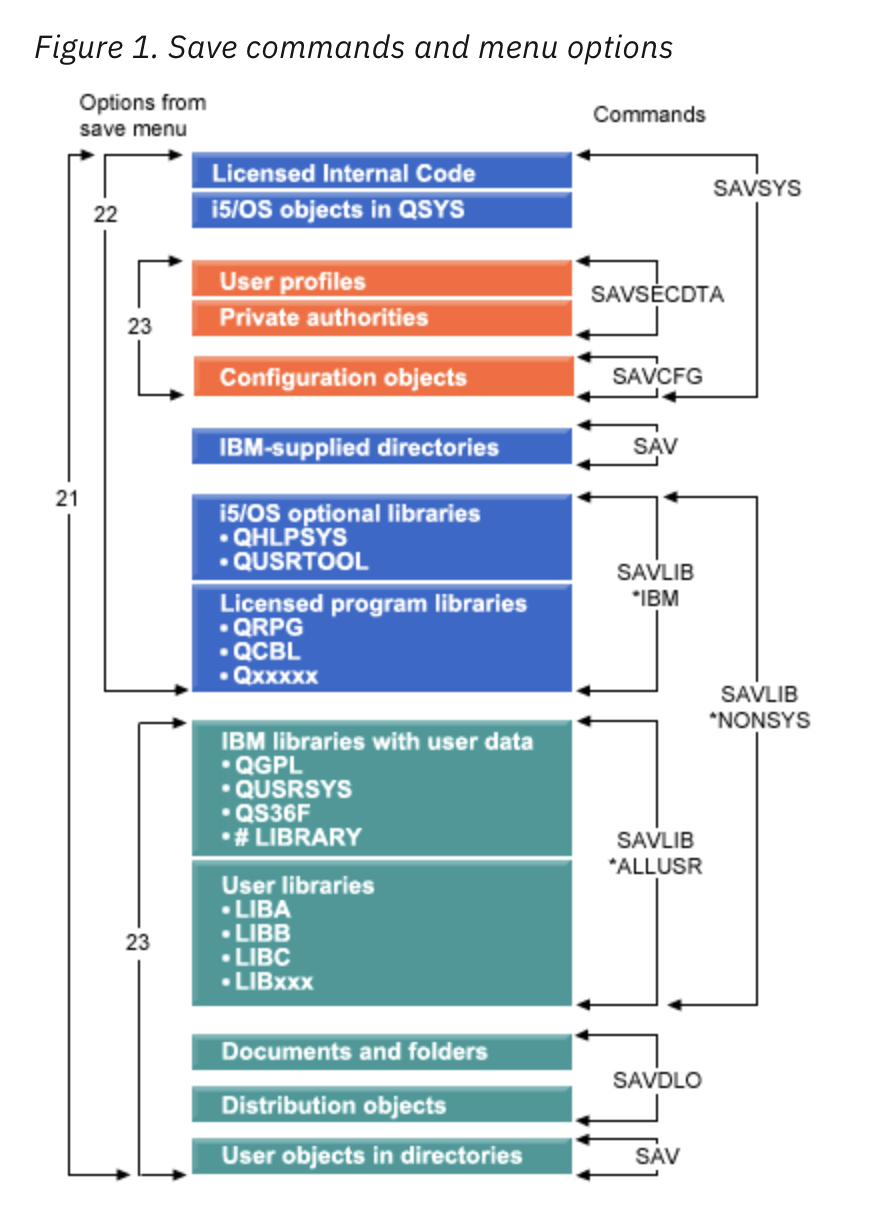 Figure 1. Save commands and menu options
Options from
save menu
Commands
Licensed Internal Code
SAVSYS
i5/OS objects in QSYS
22
User profiles
SAVSECDTA
Private authorities
23
Configuration objects
SAVCFG
IBM-supplied directories
SAV
21
i5/OS optional libraries
• QHLPSYS
• QUSRTOOL
SAVLIB
*IBM
Licensed program libraries
• QRPG
• QCBL
• Qxxxxx
SAVLIB
*NONSYS
IBM libraries with user data
• QGPL
• QUSRSYS
• QS36F
• # LIBRARY
SAVLIB
*ALLUSR
User libraries
• LIBA
• LIBB
• LIBC
• LIBxxx
23
Documents and folders
SAVDLO
Distribution objects
User objects in directories
SAV